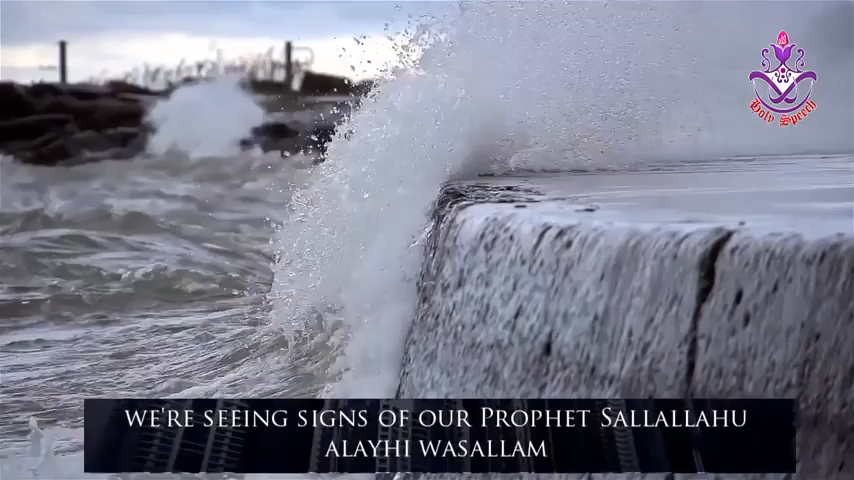 Holy Speech
we're seeing signs of our Prophet Sallallahu
alayhi wasallam